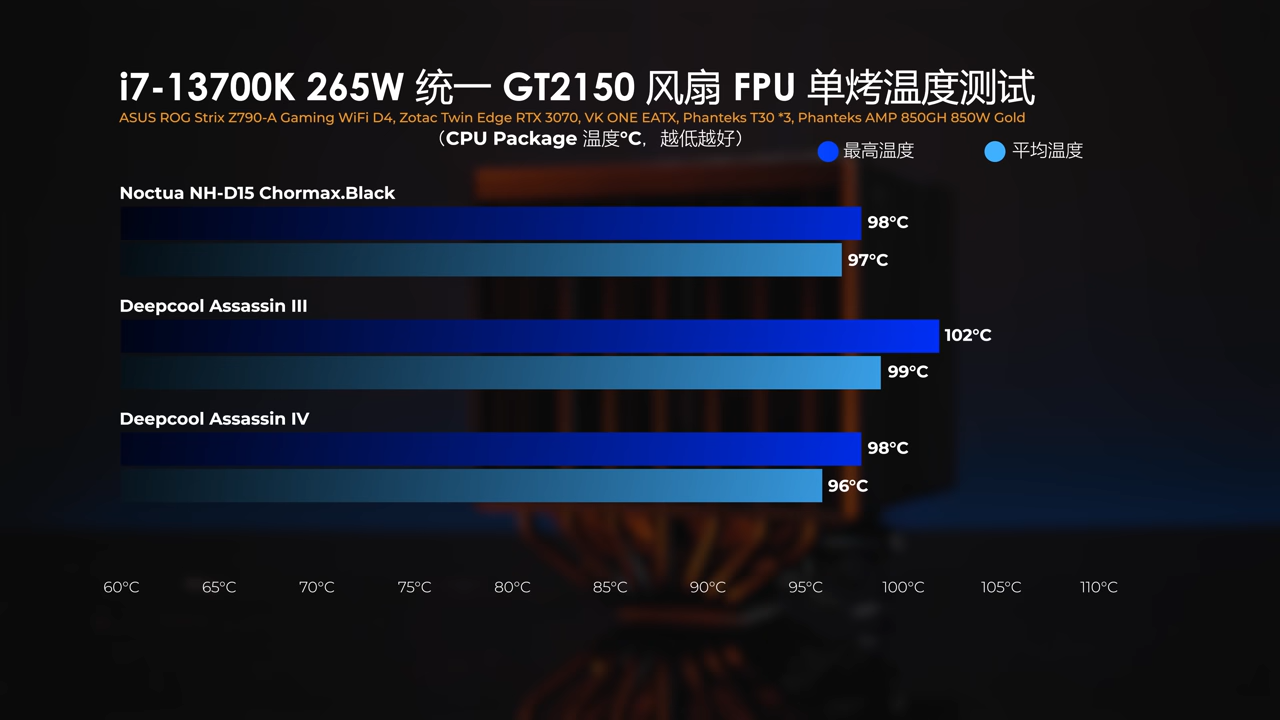 i7-13700K 265W 统一 GT2150 风扇 FPU 单烤温度测试
ASUS ROG Strix Z790-A Gaming WiFi D4, Zotac Twin Edge RTX 3070, VK ONE EATX, Phanteks T30 *3, Phanteks AMP 850GH 850W Gold
（CPU Package 温度°C，越低越好）
最高温度 平均温度
Noctua NH-D15 Chormax.Black
98°C
97°C
Deepcool Assassin III
102°C
99°C
Deepcool Assassin IV
98°C
96°C
60°C 65°C 70°C 75°C 80°C 85°C 90°C 95°C 100°C 105°C 110°C